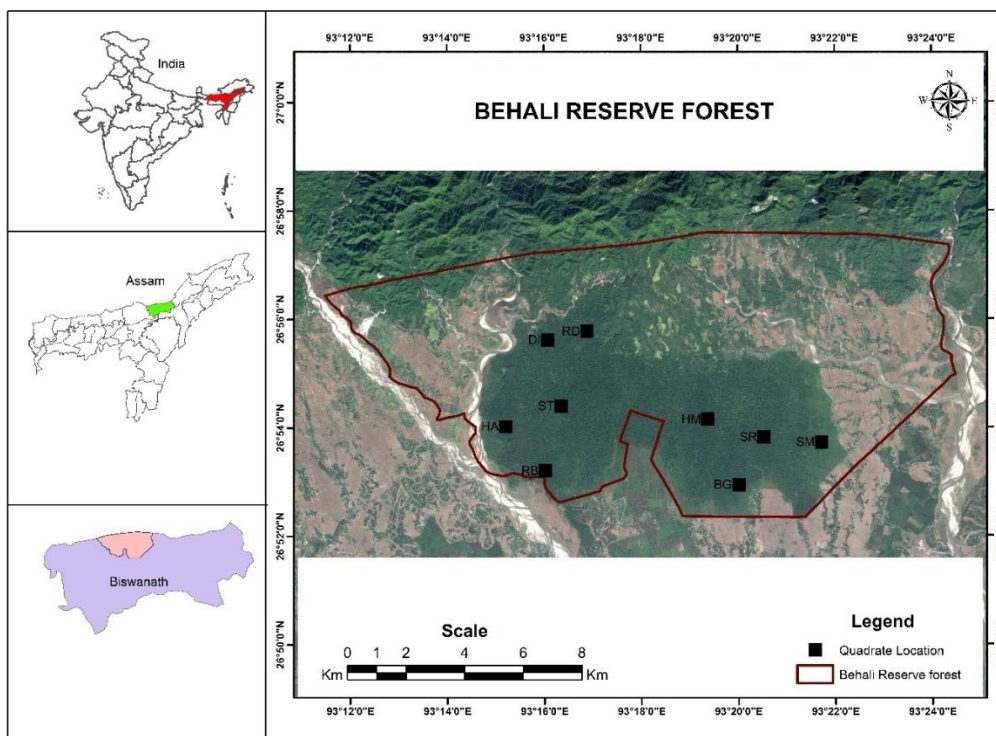 India
Assam
Biswanath
93°12'0"E 93°14'0"E 93°16'0"E 93°18'0"E 93°20'0"E 93°22'0"E 93°24'0"E
BEHALI RESERVE FOREST
N
W E
S
27°0'0"N
26°58'0"N
26°56'0"N
26°54'0"N
26°52'0"N
26°50'0"N
RD
D
ST
HM
HA
SR
SM
RB
BG
Scale
0 1 2 4 6 8
Km Km
Legend
Quadrate Location
Behali Reserve forest
93°12'0"E 93°14'0"E 93°16'0"E 93°18'0"E 93°20'0"E 93°22'0"E 93°24'0"E